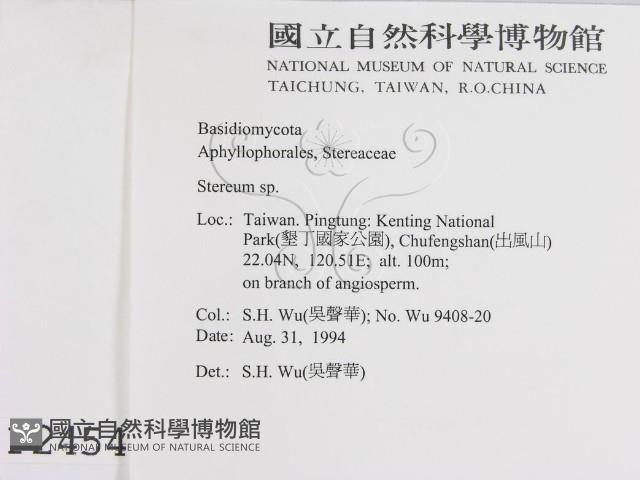 國立自然科學博物館
NATIONAL MUSEUM OF NATURAL SCIENCE
TAICHUNG, TAIWAN, R.O.CHINA
Basidiomycota
Aphyllophorales, Stereaceae
Stereum sp.
Loc.: Taiwan. Pingtung: Kenting National
Park(墾丁國家公園), Chufengshan(出風山)
22.04N, 120.51E; alt. 100m;
on branch of angiosperm.
Col.: S.H. Wu(吳聲華); No. Wu 9408-20
Date: Aug. 31, 1994
Det.: S.H. Wu(吳聲華)
國立自然科學博物館
NATIONAL MUSEUM OF NATURAL SCIENCE
2454